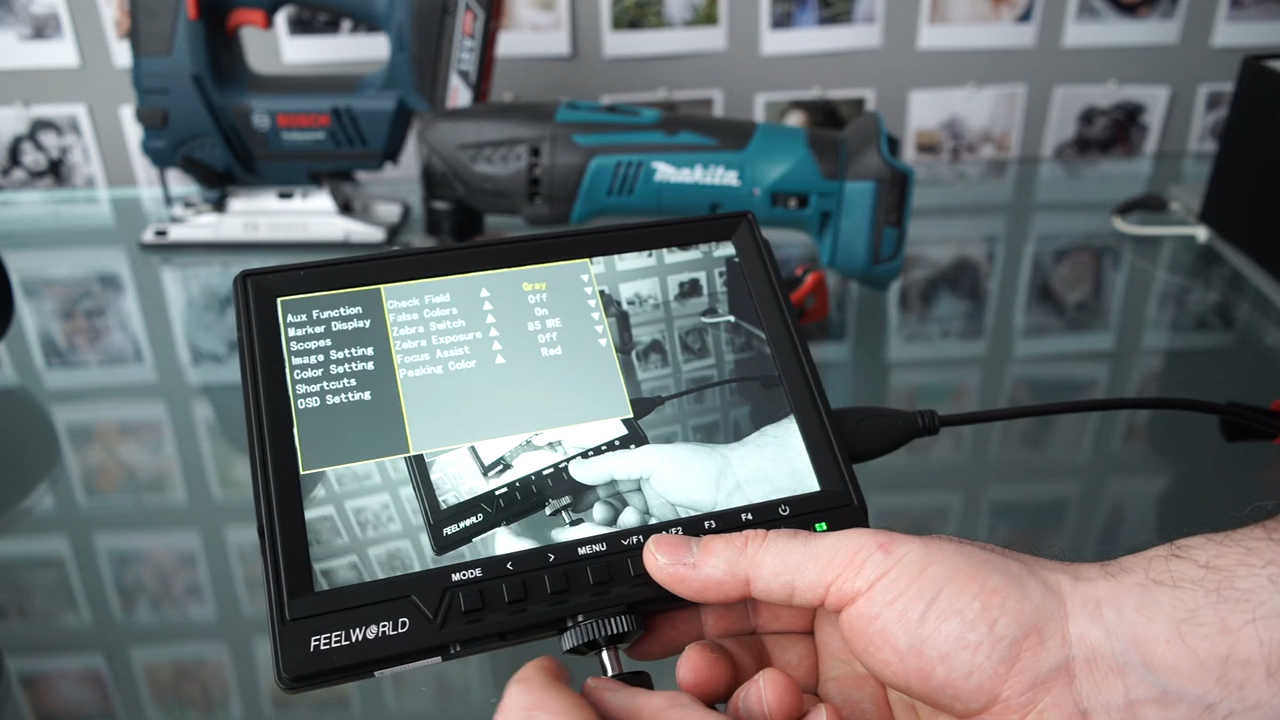 BOSCH
makita
Aux Function
Marker Display
Scopes
Image Setting
Color Setting
Shortcuts
OSD Setting
Check Field ▲ Gray ▼
False Colors ▲ Off ▼
Zebra Switch ▲ On ▼
Zebra Exposure ▲ 85 IRE ▼
Focus Assist ▲ Off ▼
Peaking Color ▲ Red ▼
FEELWORLD
MODE < > MENU ∨/F1 ∧/F2 F3 F4
FEELWORLD